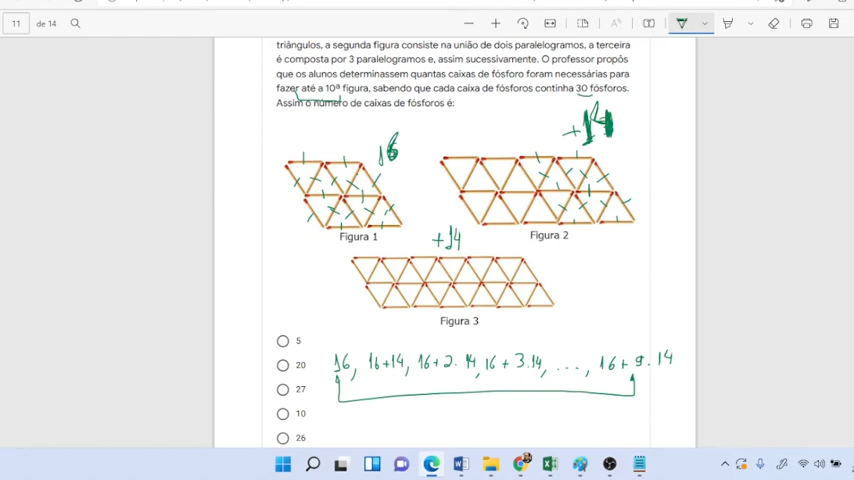 11 de 14
triângulos, a segunda figura consiste na união de dois paralelogramos, a terceira
é composta por 3 paralelogramos e, assim sucessivamente. O professor propôs
que os alunos determinassem quantas caixas de fósforo foram necessárias para
fazer até a 10ª figura, sabendo que cada caixa de fósforos continha 30 fósforos.
Assim o número de caixas de fósforos é:
16
+14
Figura 1
Figura 2
+14
Figura 3
5
20
16, 16+14, 16+2.14, 16+3.14, ..., 16+9.14
27
10
26